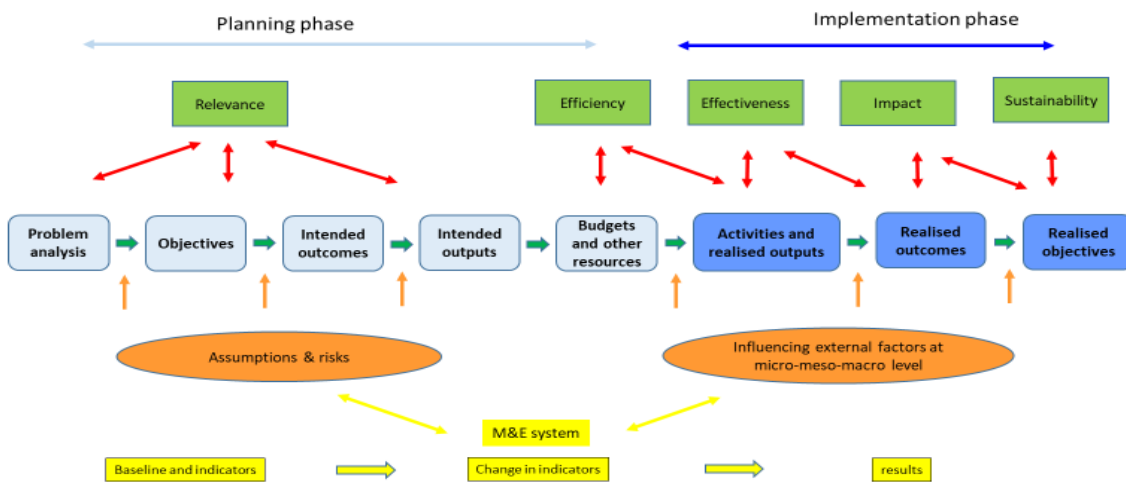 Planning phase
Implementation phase
Relevance
Efficiency
Effectiveness
Impact
Sustainability
Problem
analysis
Objectives
Intended
outcomes
Intended
outputs
Budgets
and other
resources
Activities and
realised outputs
Realised
outcomes
Realised
objectives
Assumptions & risks
Influencing external factors at
micro-meso-macro level
M&E system
Baseline and indicators
Change in indicators
results